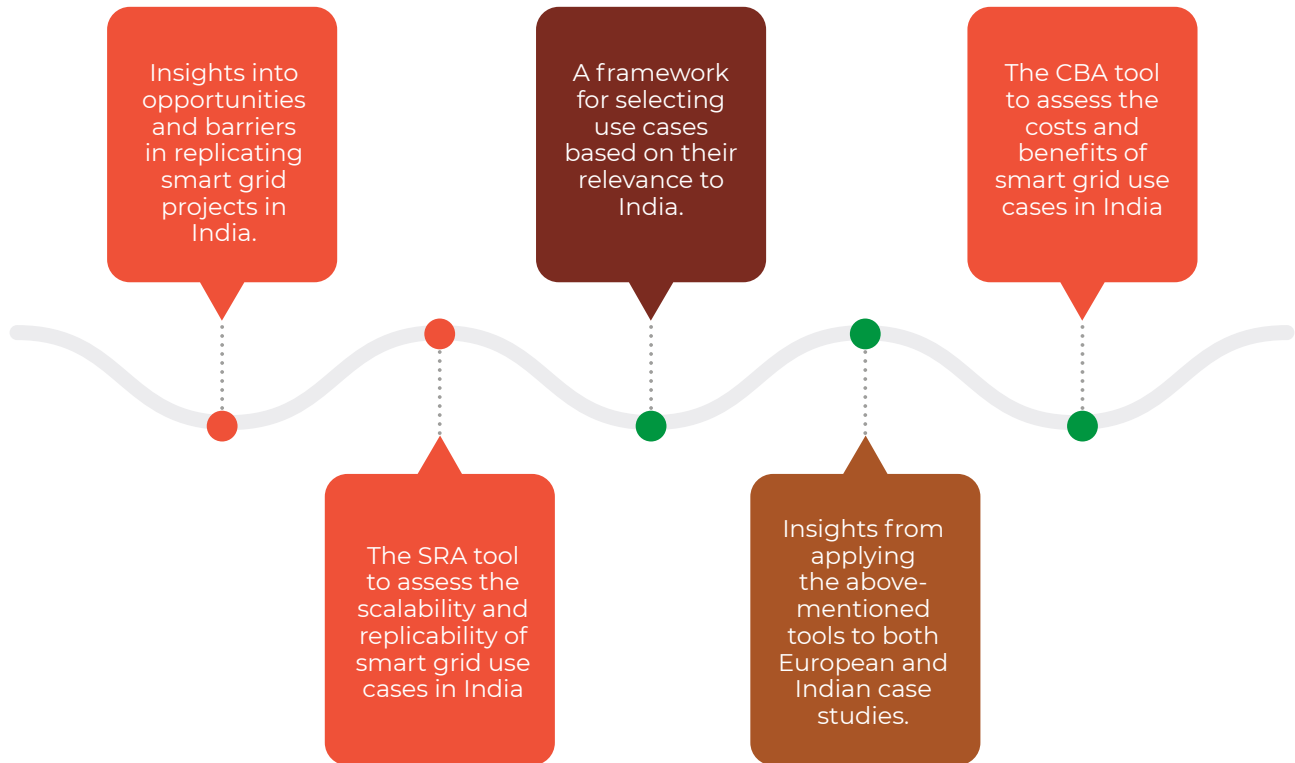 Insights into
opportunities
and barriers
in replicating
smart grid
projects in
India.
The SRA tool
to assess the
scalability and
replicability of
smart grid use
cases in India
A framework
for selecting
use cases
based on their
relevance to
India.
Insights from
applying
the above-
mentioned
tools to both
European and
Indian case
studies.
The CBA tool
to assess the
costs and
benefits of
smart grid use
cases in India